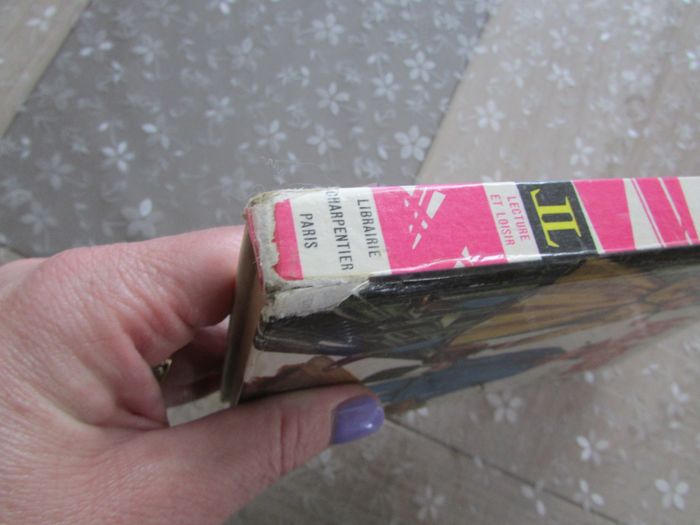 LL
LECTURE
ET LOISIR
LIBRAIRIE
CHARPENTIER
PARIS